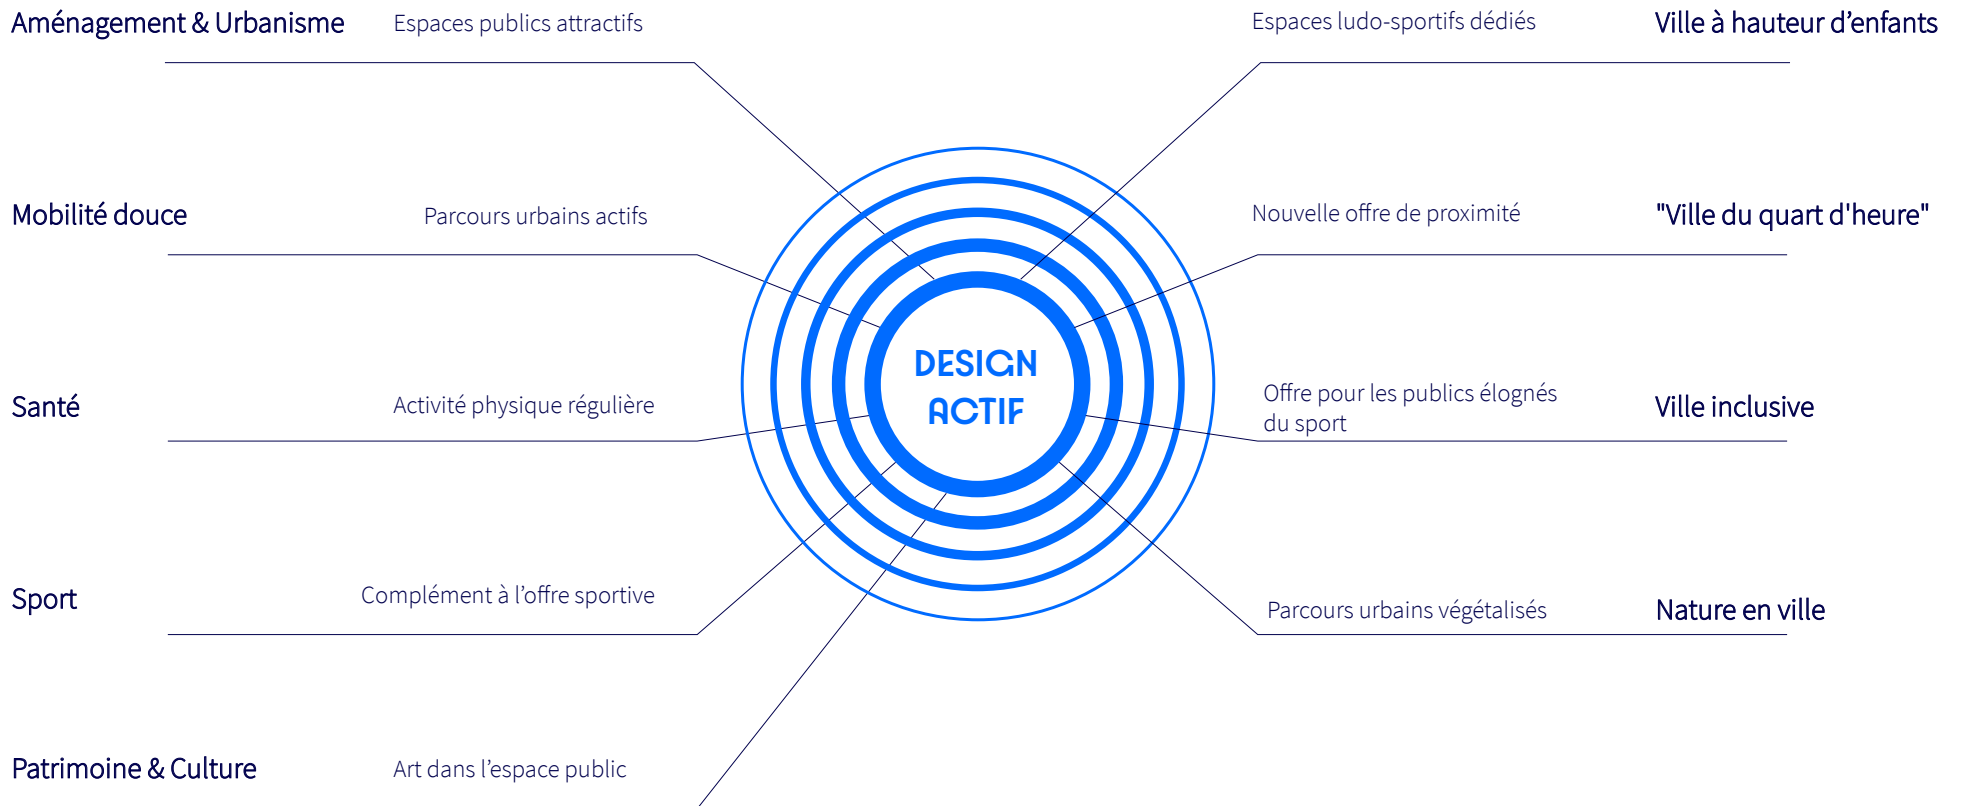 Aménagement & Urbanisme
Espaces publics attractifs
Mobilité douce
Parcours urbains actifs
Santé
Activité physique régulière
Sport
Complément à l’offre sportive
Patrimoine & Culture
Art dans l’espace public
DESIGN
ACTIF
Espaces ludo-sportifs dédiés
Ville à hauteur d’enfants
Nouvelle offre de proximité
"Ville du quart d'heure"
Offre pour les publics élognés
du sport
Ville inclusive
Parcours urbains végétalisés
Nature en ville